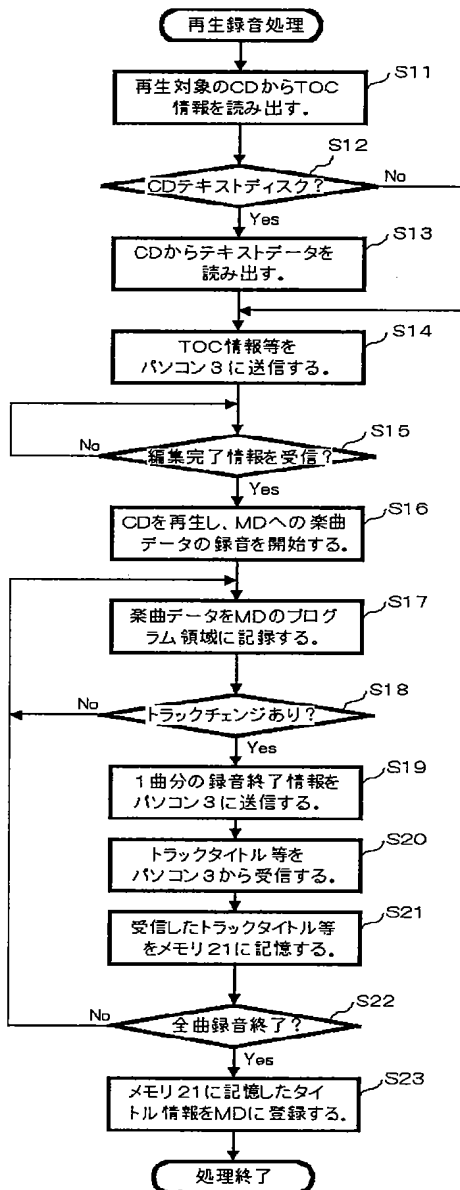 再生録音処理
S11
再生対象のCDからTOC
情報を読み出す。
S12
CDテキストディスク?
No
Yes
S13
CDからテキストデータを
読み出す。
S14
TOC情報等を
パソコン3に送信する。
S15
No
編集完了情報を受信?
Yes
S16
CDを再生し、MDへの楽曲
データの録音を開始する。
S17
楽曲データをMDのプログ
ラム領域に記録する。
S18
No
トラックチェンジあり?
Yes
S19
1曲分の録音終了情報を
パソコン3に送信する。
S20
トラックタイトル等を
パソコン3から受信する。
S21
受信したトラックタイトル等
をメモリ21に記憶する。
S22
No
全曲録音終了?
Yes
S23
メモリ21に記憶したタイ
トル情報をMDに登録する。
処理終了